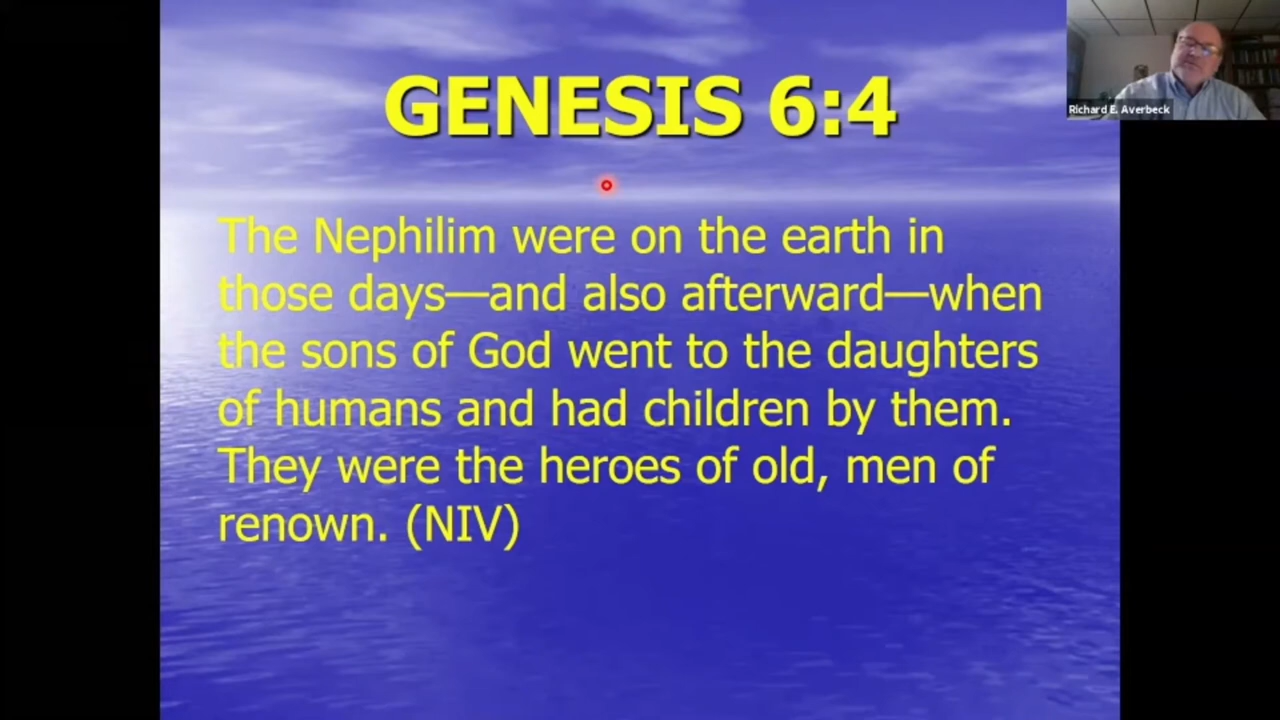 GENESIS 6:4
Richard E. Averbeck
The Nephilim were on the earth in
those days—and also afterward—when
the sons of God went to the daughters
of humans and had children by them.
They were the heroes of old, men of
renown. (NIV)